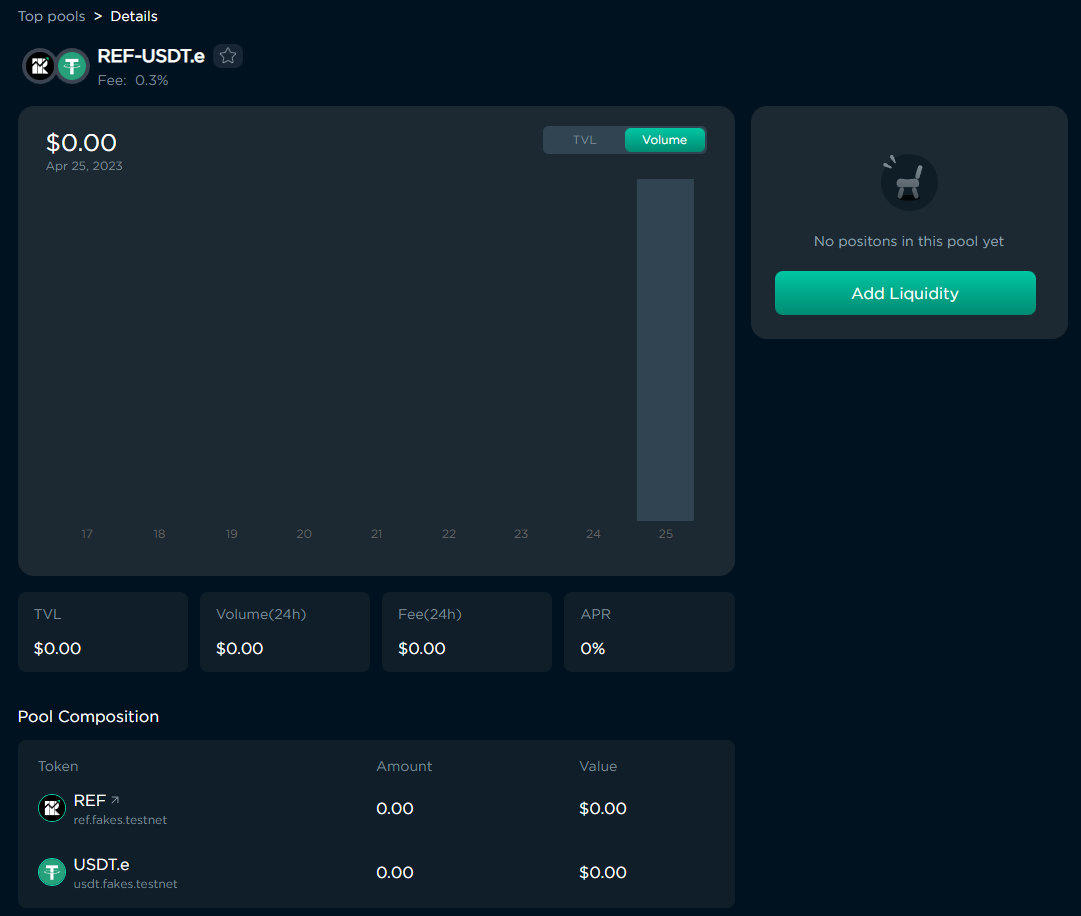 Top pools > Details
REF-USDT.e
Fee: 0.3%
$0.00
Apr 25, 2023
TVL Volume
17 18 19 20 21 22 23 24 25
No positons in this pool yet
Add Liquidity
TVL Volume(24h) Fee(24h) APR
$0.00 $0.00 $0.00 0%
Pool Composition
Token Amount Value
REF 0.00 $0.00
ref.fakes.testnet
USDT.e 0.00 $0.00
usdt.fakes.testnet